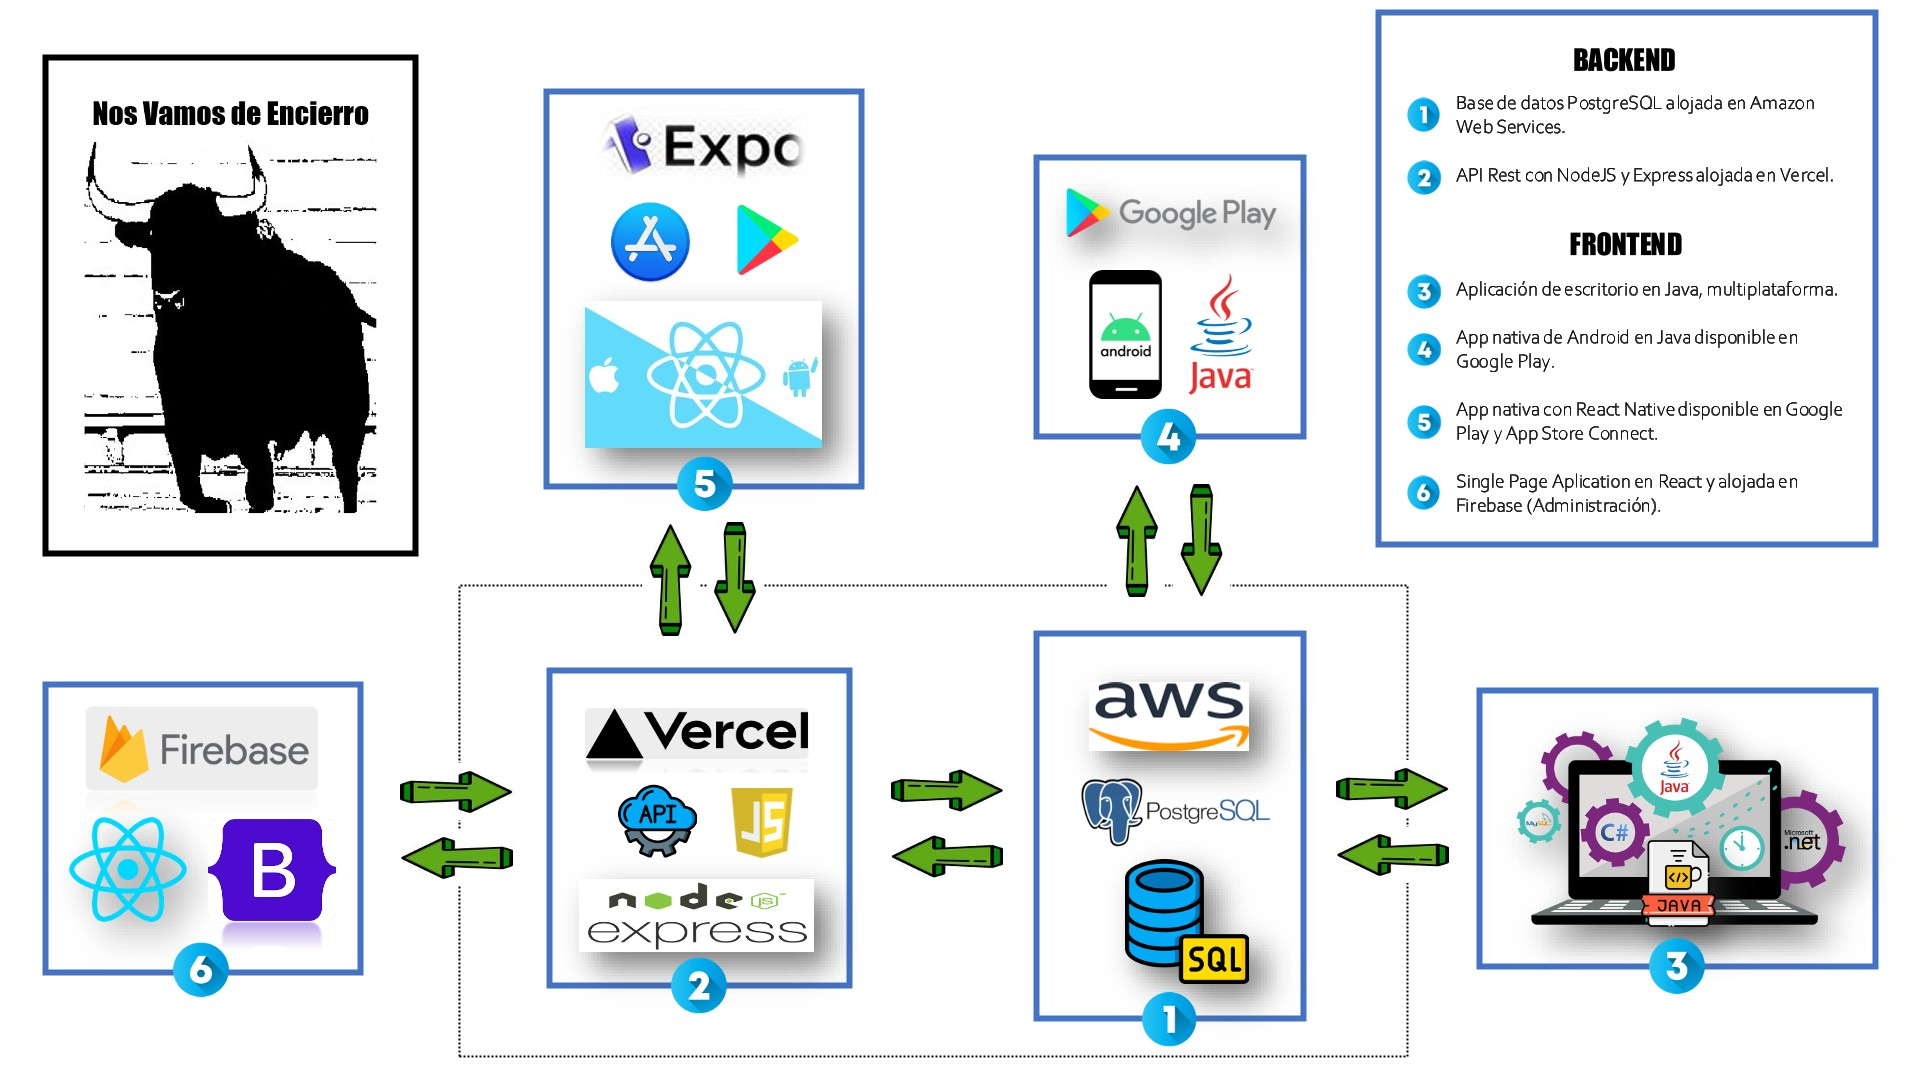 Nos Vamos de Encierro
Expo
Google Play
android
Java
4
5
BACKEND
1 Base de datos PostgreSQL alojada en Amazon
Web Services.
2 API Rest con NodeJS y Express alojada en Vercel.
FRONTEND
3 Aplicación de escritorio en Java, multiplataforma.
4 App nativa de Android en Java disponible en
Google Play.
5 App nativa con React Native disponible en Google
Play y App Store Connect.
6 Single Page Aplication en React y alojada en
Firebase (Administración).
Firebase
B
6
Vercel
API
JS
node JS™
express
2
aws
PostgreSQL
SQL
1
Java
MySQL
C#
Microsoft
.net
</>
JAVA
3